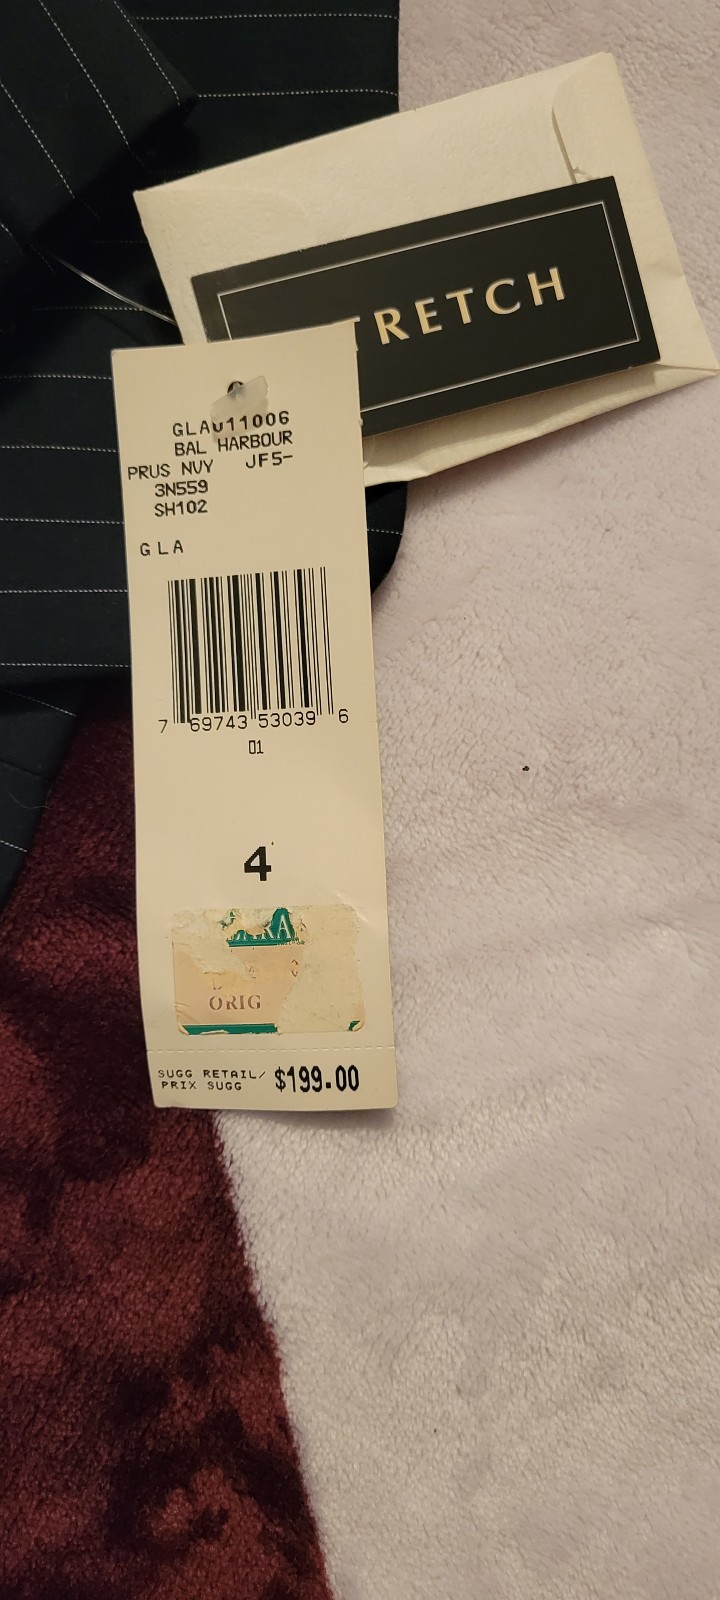 TRETCH
GLA011006
BAL HARBOUR
PRUS NVY JF5-
3N559
SH102
GLA
7 69743 53039 6
01
4
ORIG
SUGG RETAIL/
PRIX SUGG $199.00